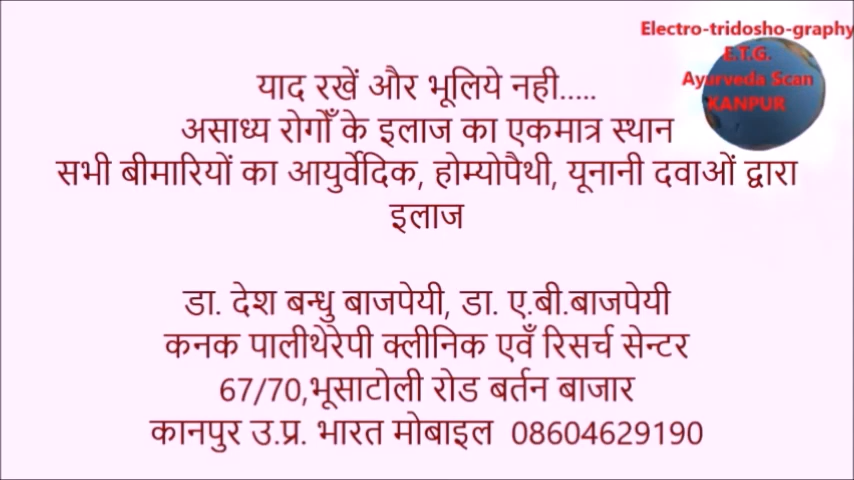 Electro-tridosho-graphy
E.T.G.
Ayurveda Scan
KANPUR
याद रखें और भूलिये नही.....
असाध्य रोगोँ के इलाज का एकमात्र स्थान
सभी बीमारियों का आयुर्वेदिक, होम्योपैथी, यूनानी दवाओं द्वारा
इलाज
डा. देश बन्धु बाजपेयी, डा. ए.बी.बाजपेयी
कनक पालीथेरेपी क्लीनिक एवँ रिसर्च सेन्टर
67/70,भूसाटोली रोड बर्तन बाजार
कानपुर उ.प्र. भारत मोबाइल 08604629190